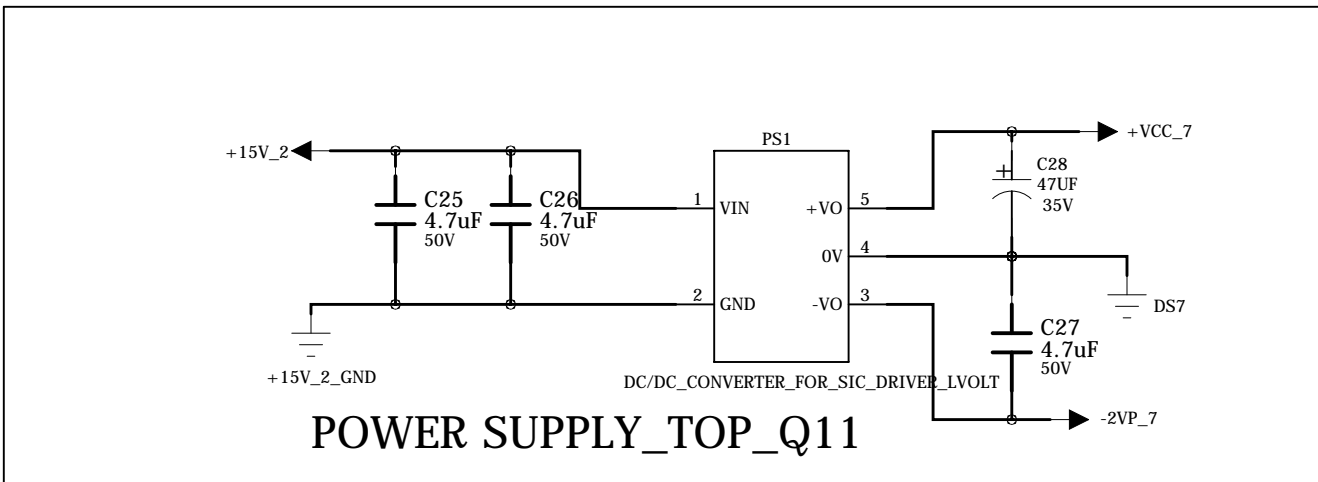 PS1
+VCC_7
+15V_2
C28
47UF
35V
C25
4.7uF
50V
C26
4.7uF
50V
1
VIN
+VO
5
0V
4
2
GND
-VO
3
DS7
C27
4.7uF
50V
+15V_2_GND
DC/DC_CONVERTER_FOR_SIC_DRIVER_LVOLT
-2VP_7
POWER SUPPLY_TOP_Q11